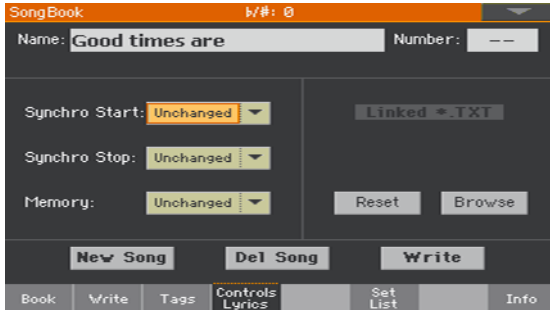 SongBook ♭/#: 0
Name: Good times are Number: --
Synchro Start: Unchanged Linked *.TXT
Synchro Stop: Unchanged
Memory: Unchanged Reset Browse
New Song Del Song Write
Book Write Tags Controls Lyrics Set List Info